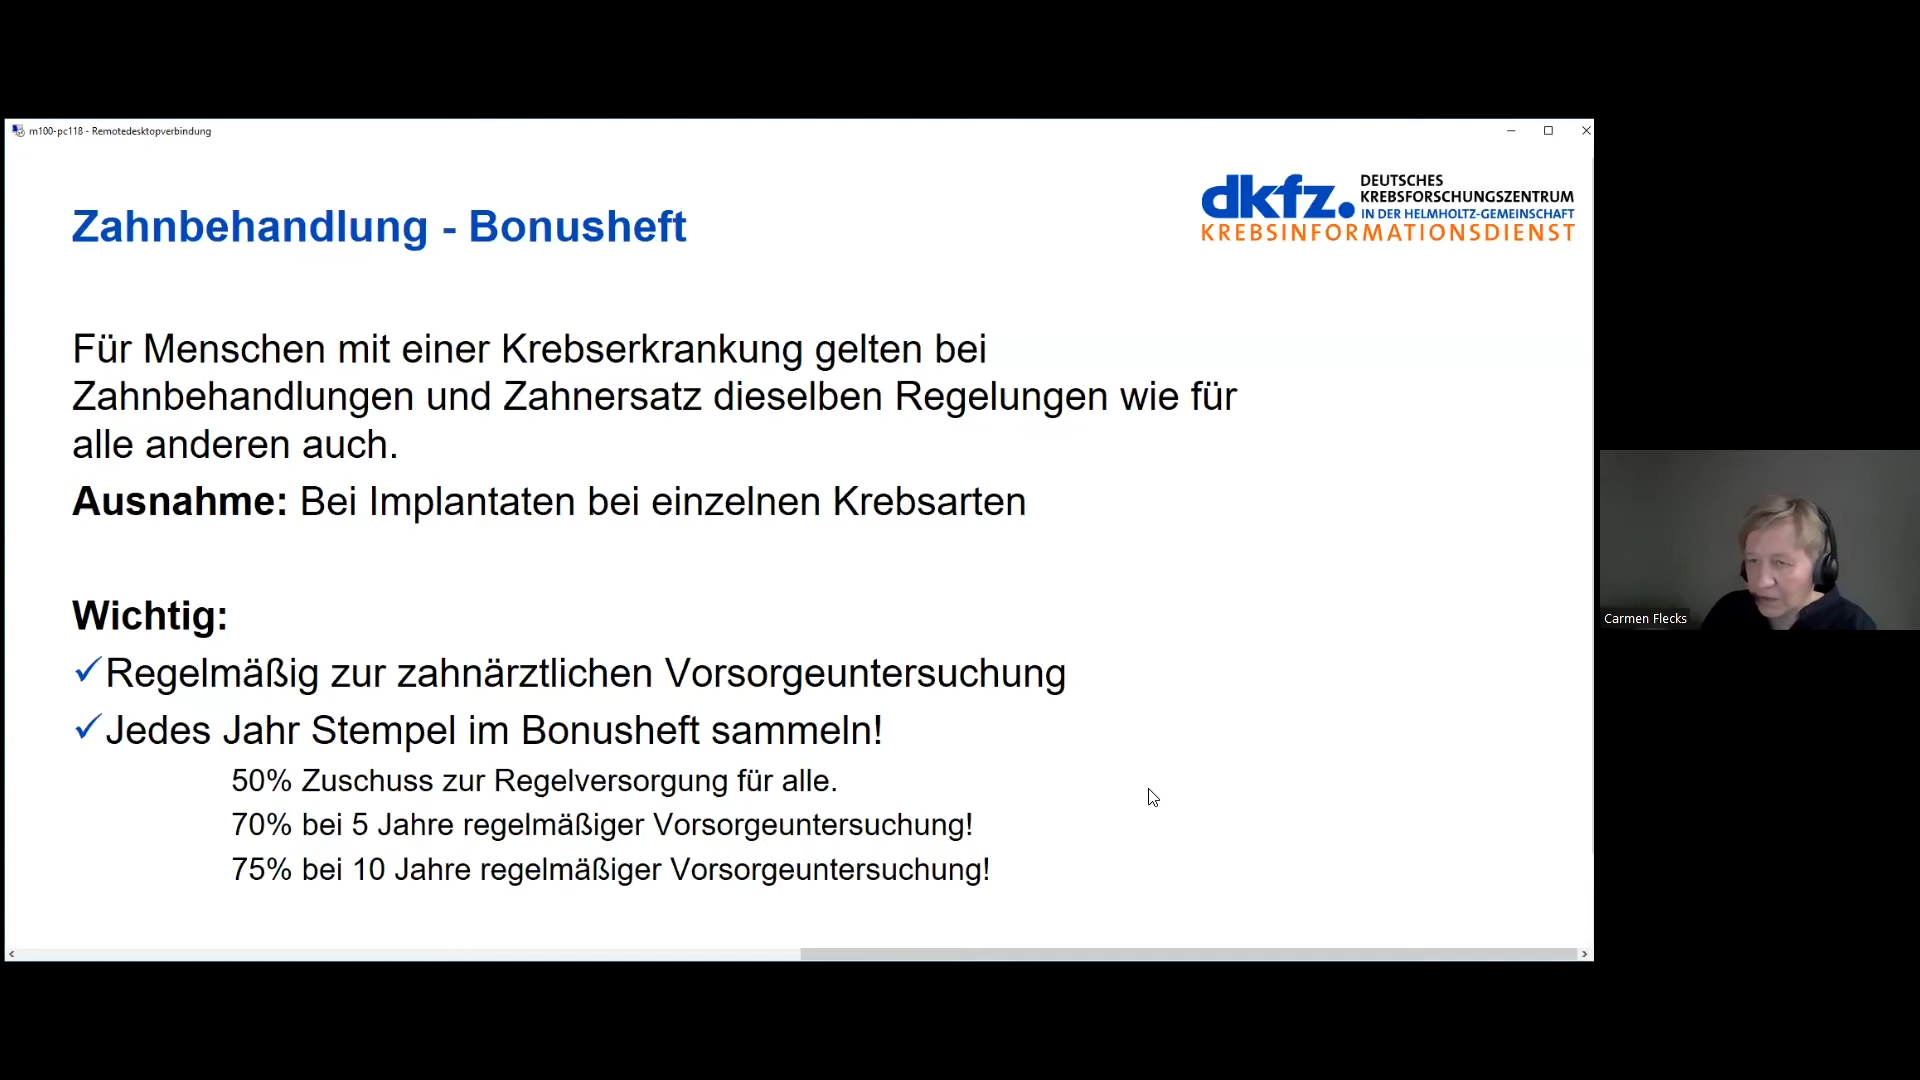 m100-pc118 - Remotedesktopverbindung
Zahnbehandlung - Bonusheft
dkfz.
DEUTSCHES
KREBSFORSCHUNGSZENTRUM
IN DER HELMHOLTZ-GEMEINSCHAFT
KREBSINFORMATIONSDIENST
Für Menschen mit einer Krebserkrankung gelten bei
Zahnbehandlungen und Zahnersatz dieselben Regelungen wie für
alle anderen auch.
Ausnahme: Bei Implantaten bei einzelnen Krebsarten
Wichtig:
✓Regelmäßig zur zahnärztlichen Vorsorgeuntersuchung
✓Jedes Jahr Stempel im Bonusheft sammeln!
50% Zuschuss zur Regelversorgung für alle.
70% bei 5 Jahre regelmäßiger Vorsorgeuntersuchung!
75% bei 10 Jahre regelmäßiger Vorsorgeuntersuchung!
Carmen Flecks